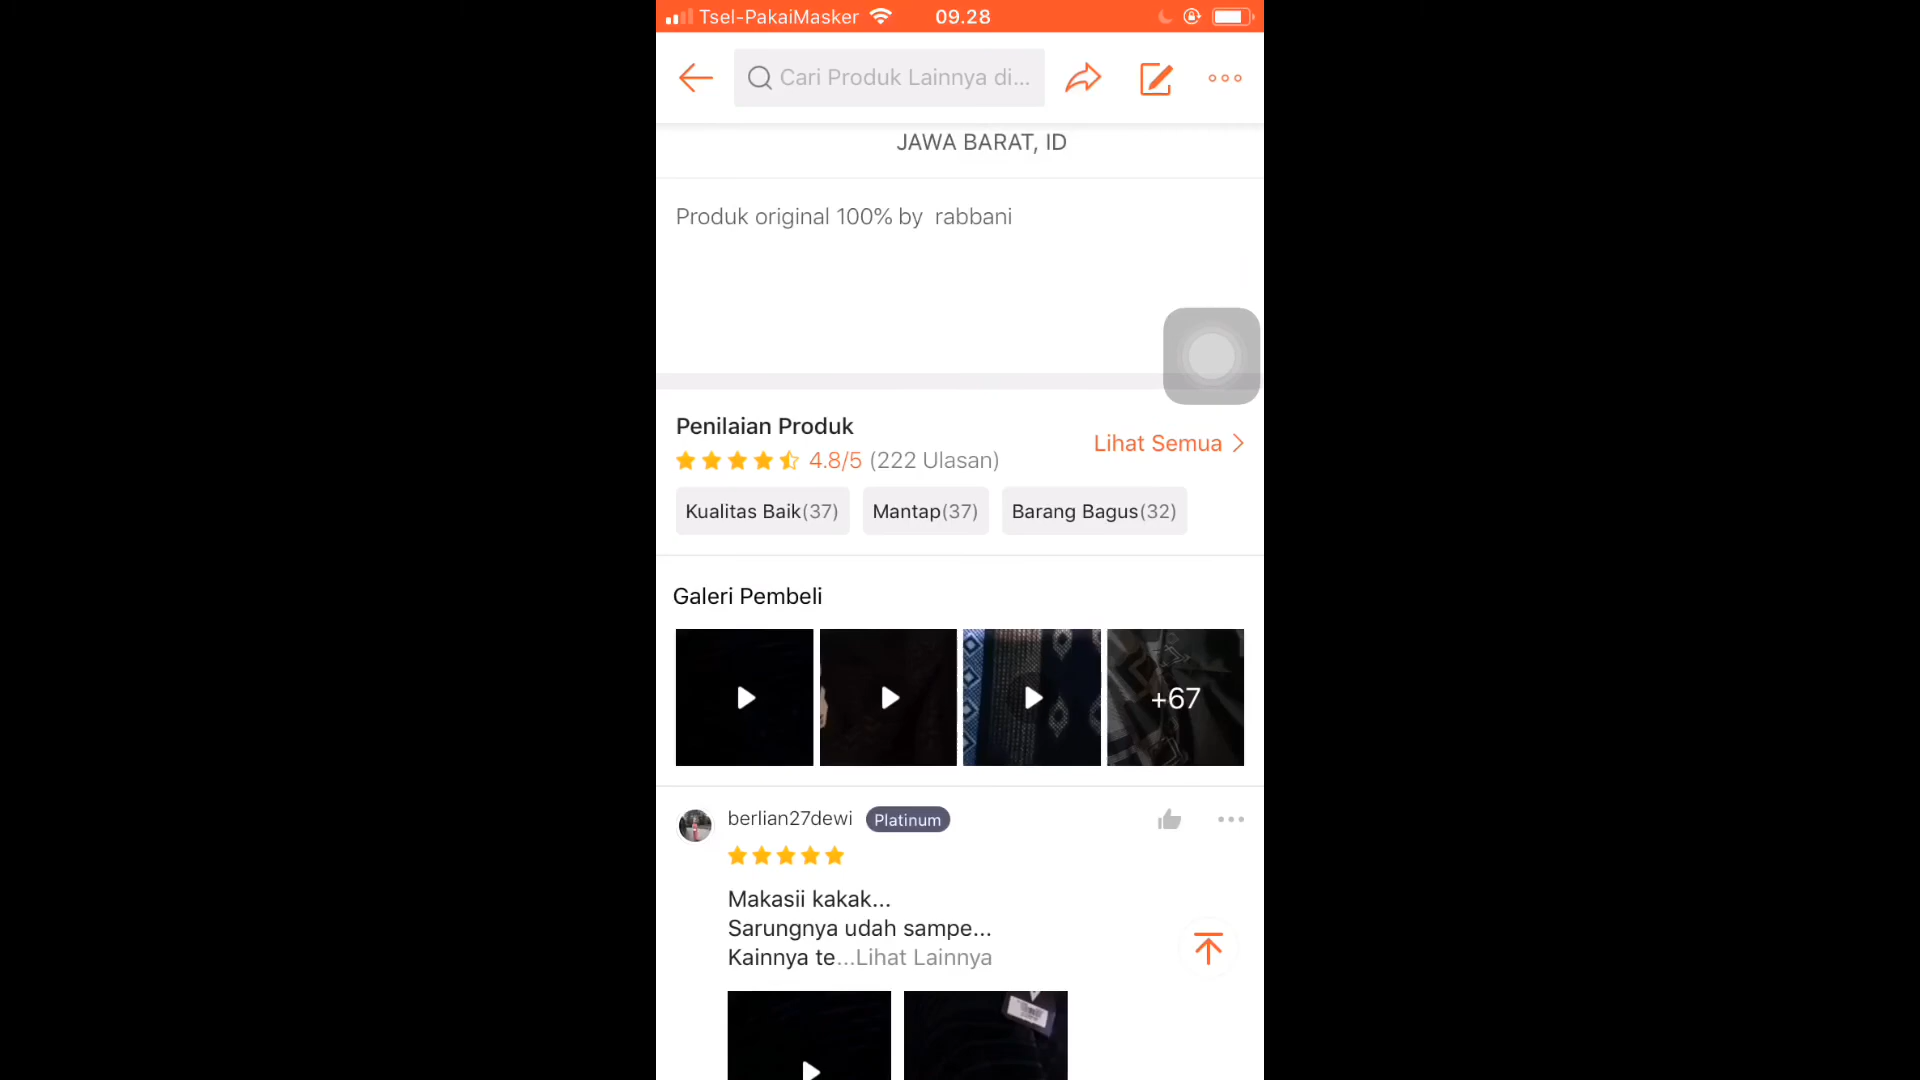 Tsel-PakaiMasker 09.28
Cari Produk Lainnya di...
JAWA BARAT, ID
Produk original 100% by  rabbani
Penilaian Produk
Lihat Semua
4.8/5 (222 Ulasan)
Kualitas Baik(37) Mantap(37) Barang Bagus(32)
Galeri Pembeli
+67
berlian27dewi Platinum
Makasii kakak...
Sarungnya udah sampe...
Kainnya te...Lihat Lainnya